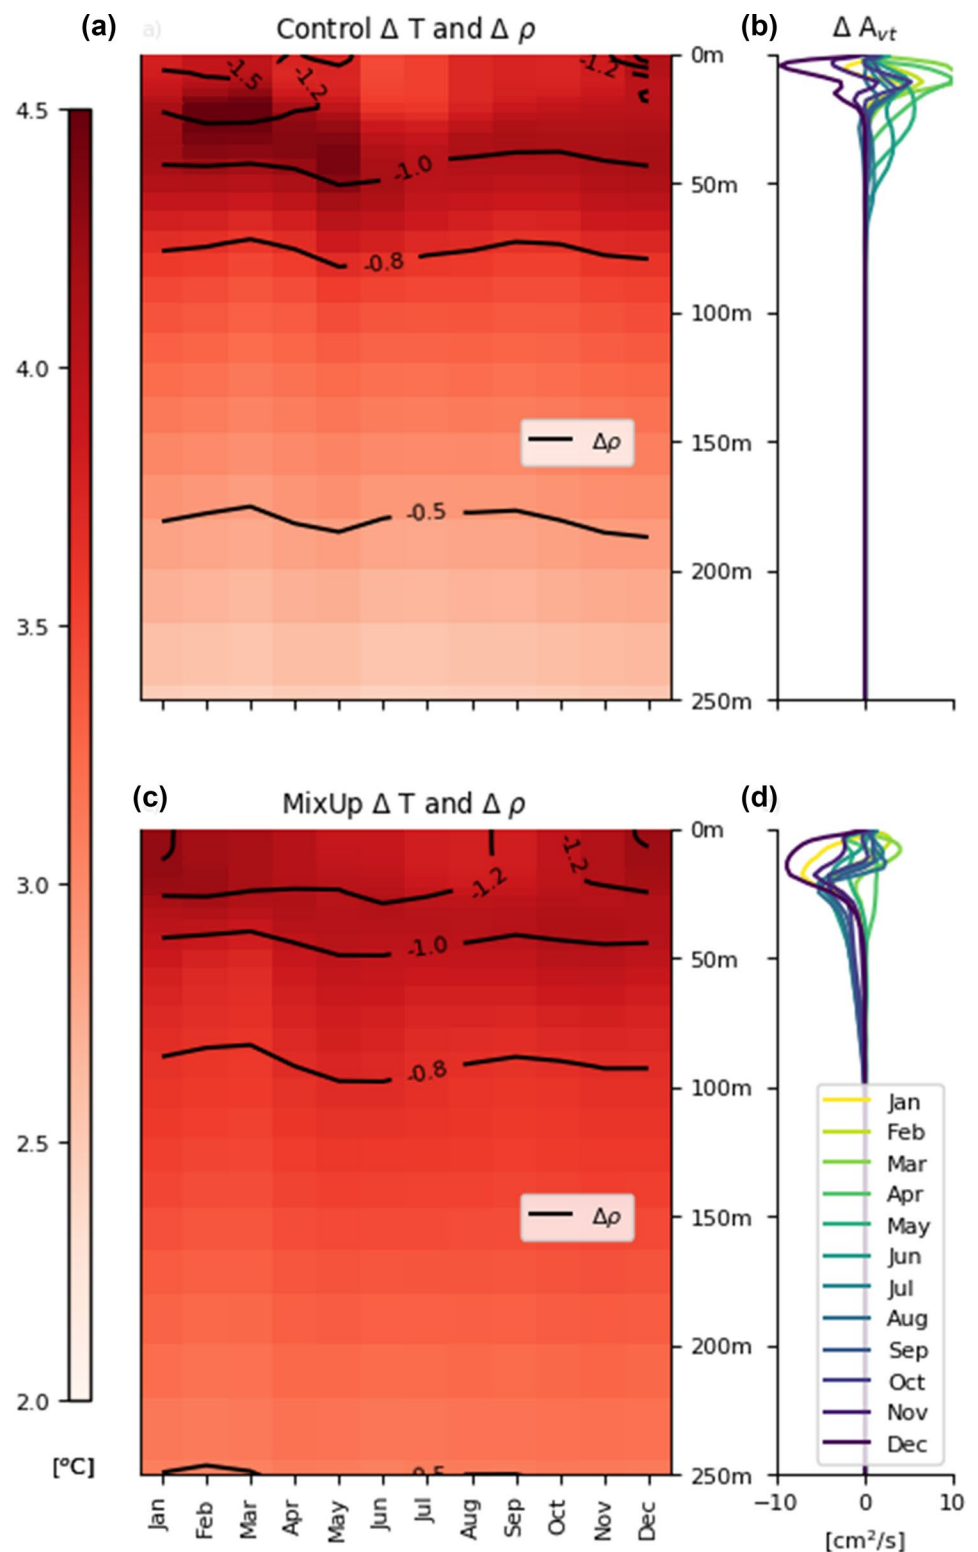 (a)
a)
Control Δ T and Δ ρ
(b)
Δ A_vt
-1.5
-1.2
-1.2
-1.0
-0.8
-0.5
Δρ
0m
50m
100m
150m
200m
250m
4.5
4.0
3.5
3.0
2.5
2.0
[°C]
(c)
MixUp Δ T and Δ ρ
(d)
-1.2
-1.2
-1.0
-0.8
Δρ
0m
50m
100m
150m
200m
250m
Jan
Feb
Mar
Apr
May
Jun
Jul
Aug
Sep
Oct
Nov
Dec
Jan Feb Mar Apr May Jun Jul Aug Sep Oct Nov Dec
−10 0 10
[cm²/s]